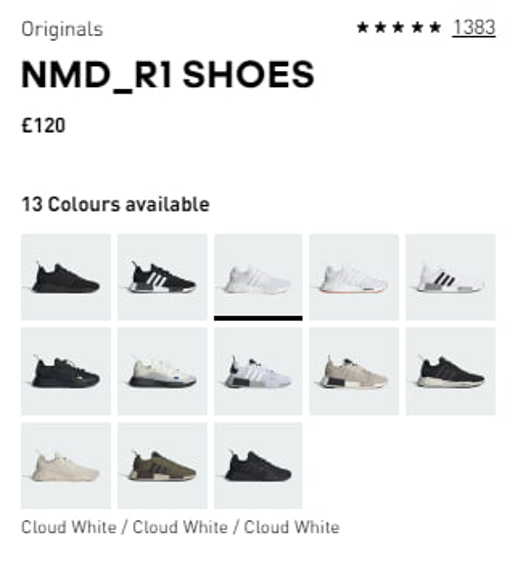 Originals
★★★★★ 1383
NMD_R1 SHOES
£120
13 Colours available
Cloud White / Cloud White / Cloud White